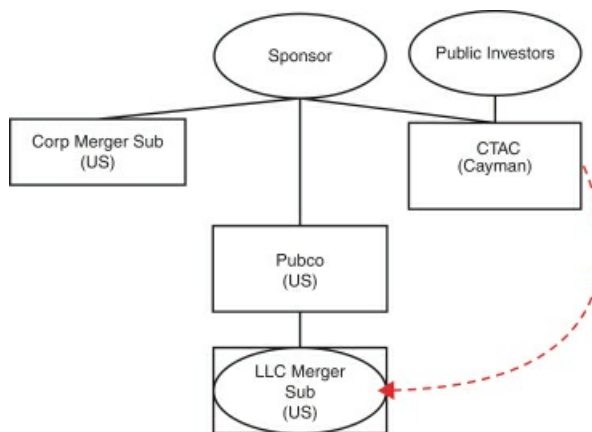 Sponsor
Public Investors
Corp Merger Sub
(US)
CTAC
(Cayman)
Pubco
(US)
LLC Merger
Sub
(US)